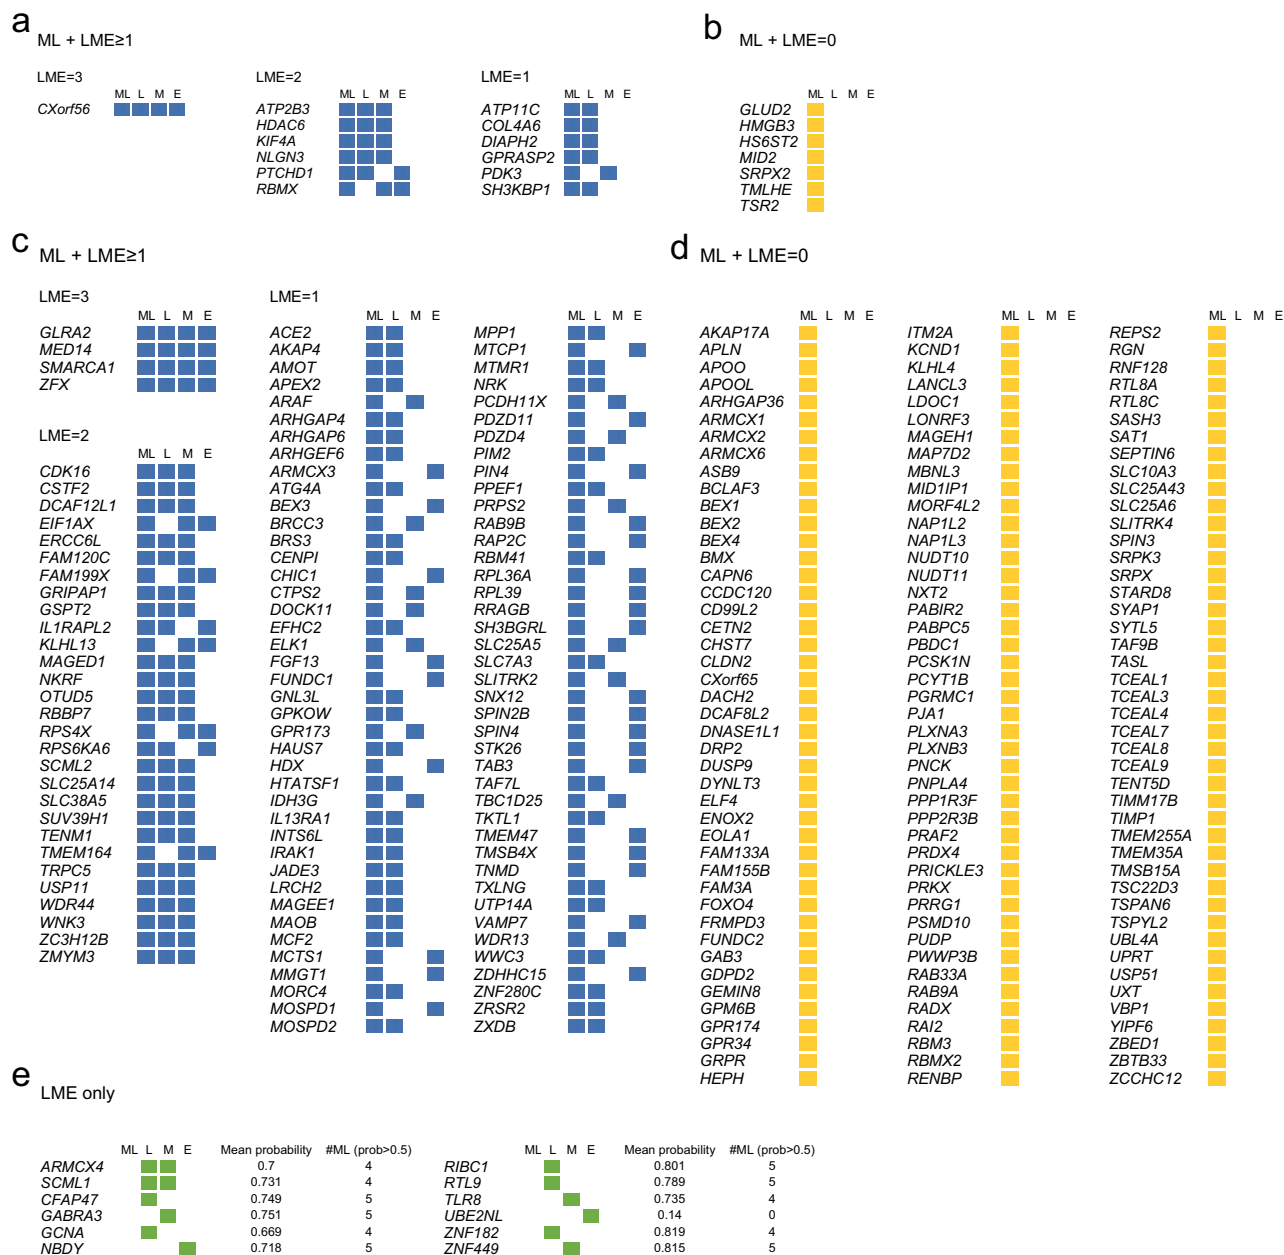 a
ML + LME≥1
LME=3
ML L M E
CXorf56
LME=2
ML L M E
ATP2B3
HDAC6
KIF4A
NLGN3
PTCHD1
RBMX
LME=1
ML L M E
ATP11C
COL4A6
DIAPH2
GPRASP2
PDK3
SH3KBP1
b
ML + LME=0
ML L M E
GLUD2
HMGB3
HS6ST2
MID2
SRPX2
TMLHE
TSR2
c
ML + LME≥1
LME=3
ML L M E
GLRA2
MED14
SMARCA1
ZFX
LME=2
ML L M E
CDK16
CSTF2
DCAF12L1
EIF1AX
ERCC6L
FAM120C
FAM199X
GRIPAP1
GSPT2
IL1RAPL2
KLHL13
MAGED1
NKRF
OTUD5
RBBP7
RPS4X
RPS6KA6
SCML2
SLC25A14
SLC38A5
SUV39H1
TENM1
TMEM164
TRPC5
USP11
WDR44
WNK3
ZC3H12B
ZMYM3
LME=1
ML L M E
ACE2
AKAP4
AMOT
APEX2
ARAF
ARHGAP4
ARHGAP6
ARHGEF6
ARMCX3
ATG4A
BEX3
BRCC3
BRS3
CENPI
CHIC1
CTPS2
DOCK11
EFHC2
ELK1
FGF13
FUNDC1
GNL3L
GPKOW
GPR173
HAUS7
HDX
HTATSF1
IDH3G
IL13RA1
INTS6L
IRAK1
JADE3
LRCH2
MAGEE1
MAOB
MCF2
MCTS1
MMGT1
MORC4
MOSPD1
MOSPD2
ML L M E
MPP1
MTCP1
MTMR1
NRK
PCDH11X
PDZD11
PDZD4
PIM2
PIN4
PPEF1
PRPS2
RAB9B
RAP2C
RBM41
RPL36A
RPL39
RRAGB
SH3BGRL
SLC25A5
SLC7A3
SLITRK2
SNX12
SPIN2B
SPIN4
STK26
TAB3
TAF7L
TBC1D25
TKTL1
TMEM47
TMSB4X
TNMD
TXLNG
UTP14A
VAMP7
WDR13
WWC3
ZDHHC15
ZNF280C
ZRSR2
ZXDB
d
ML + LME=0
ML L M E
AKAP17A
APLN
APOO
APOOL
ARHGAP36
ARMCX1
ARMCX2
ARMCX6
ASB9
BCLAF3
BEX1
BEX2
BEX4
BMX
CAPN6
CCDC120
CD99L2
CETN2
CHST7
CLDN2
CXorf65
DACH2
DCAF8L2
DNASE1L1
DRP2
DUSP9
DYNLT3
ELF4
ENOX2
EOLA1
FAM133A
FAM155B
FAM3A
FOXO4
FRMPD3
FUNDC2
GAB3
GDPD2
GEMIN8
GPM6B
GPR174
GPR34
GRPR
HEPH
ML L M E
ITM2A
KCND1
KLHL4
LANCL3
LDOC1
LONRF3
MAGEH1
MAP7D2
MBNL3
MID1IP1
MORF4L2
NAP1L2
NAP1L3
NUDT10
NUDT11
NXT2
PABIR2
PABPC5
PBDC1
PCSK1N
PCYT1B
PGRMC1
PJA1
PLXNA3
PLXNB3
PNCK
PNPLA4
PPP1R3F
PPP2R3B
PRAF2
PRDX4
PRICKLE3
PRKX
PRRG1
PSMD10
PUDP
PWWP3B
RAB33A
RAB9A
RADX
RAI2
RBM3
RBMX2
RENBP
ML L M E
REPS2
RGN
RNF128
RTL8A
RTL8C
SASH3
SAT1
SEPTIN6
SLC10A3
SLC25A43
SLC25A6
SLITRK4
SPIN3
SRPK3
SRPX
STARD8
SYAP1
SYTL5
TAF9B
TASL
TCEAL1
TCEAL3
TCEAL4
TCEAL7
TCEAL8
TCEAL9
TENT5D
TIMM17B
TIMP1
TMEM255A
TMEM35A
TMSB15A
TSC22D3
TSPAN6
TSPYL2
UBL4A
UPRT
USP51
UXT
VBP1
YIPF6
ZBED1
ZBTB33
ZCCHC12
e
LME only
ML L M E Mean probability #ML (prob>0.5)
ARMCX4 0.7 4
SCML1 0.731 4
CFAP47 0.749 5
GABRA3 0.751 5
GCNA 0.669 4
NBDY 0.718 5
ML L M E Mean probability #ML (prob>0.5)
RIBC1 0.801 5
RTL9 0.789 5
TLR8 0.735 4
UBE2NL 0.14 0
ZNF182 0.819 4
ZNF449 0.815 5